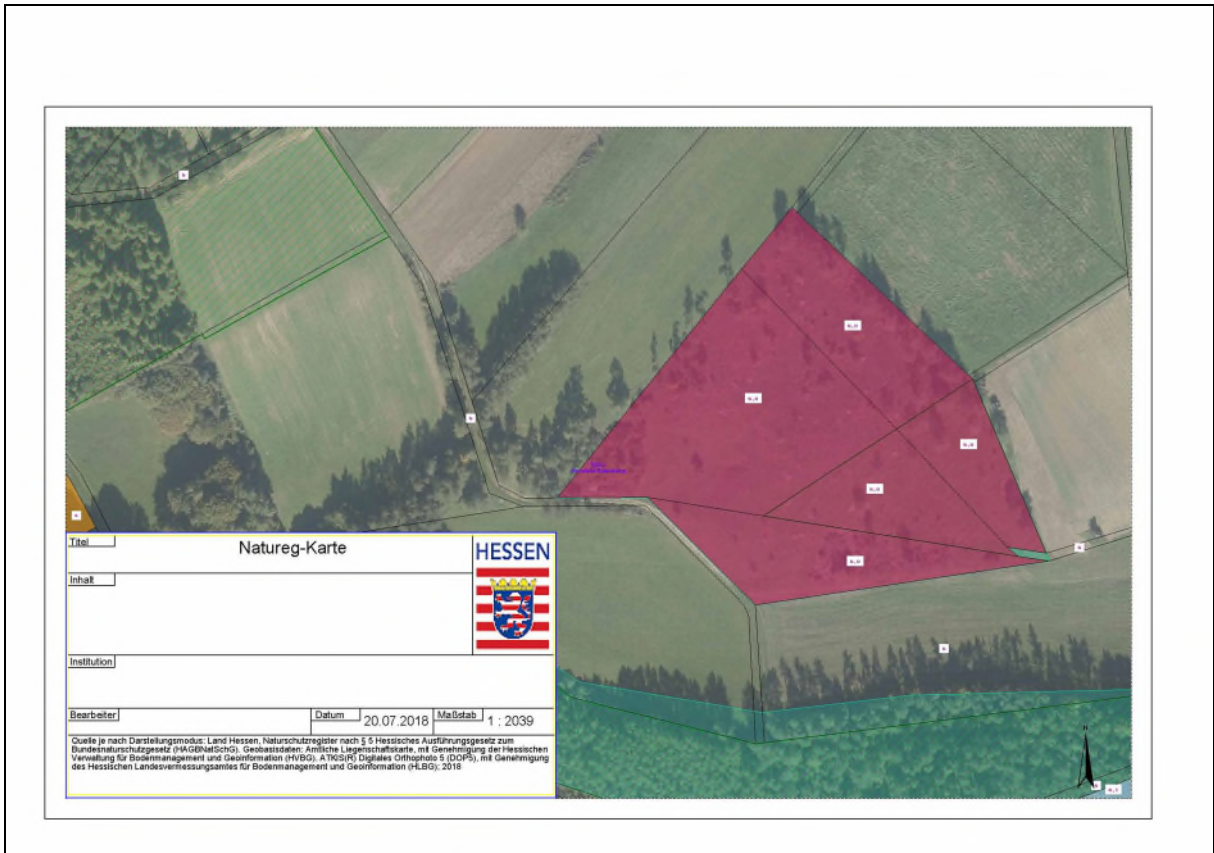 Titel
Natureg-Karte
HESSEN
Inhalt
Institution
Bearbeiter
Datum
20.07.2018
Maßstab
1 : 2039
Quelle je nach Darstellungsmodus: Land Hessen, Naturschutzregister nach § 5 Hessisches Ausführungsgesetz zum
Bundesnaturschutzgesetz (HAGBNatSchG). Geobasisdaten: Amtliche Liegenschaftskarte, mit Genehmigung der Hessischen
Verwaltung für Bodenmanagement und Geoinformation (HVBG). ATKIS(R) Digitales Orthophoto 5 (DOP5), mit Genehmigung
des Hessischen Landesvermessungsamtes für Bodenmanagement und Geoinformation (HLBG); 2018
N